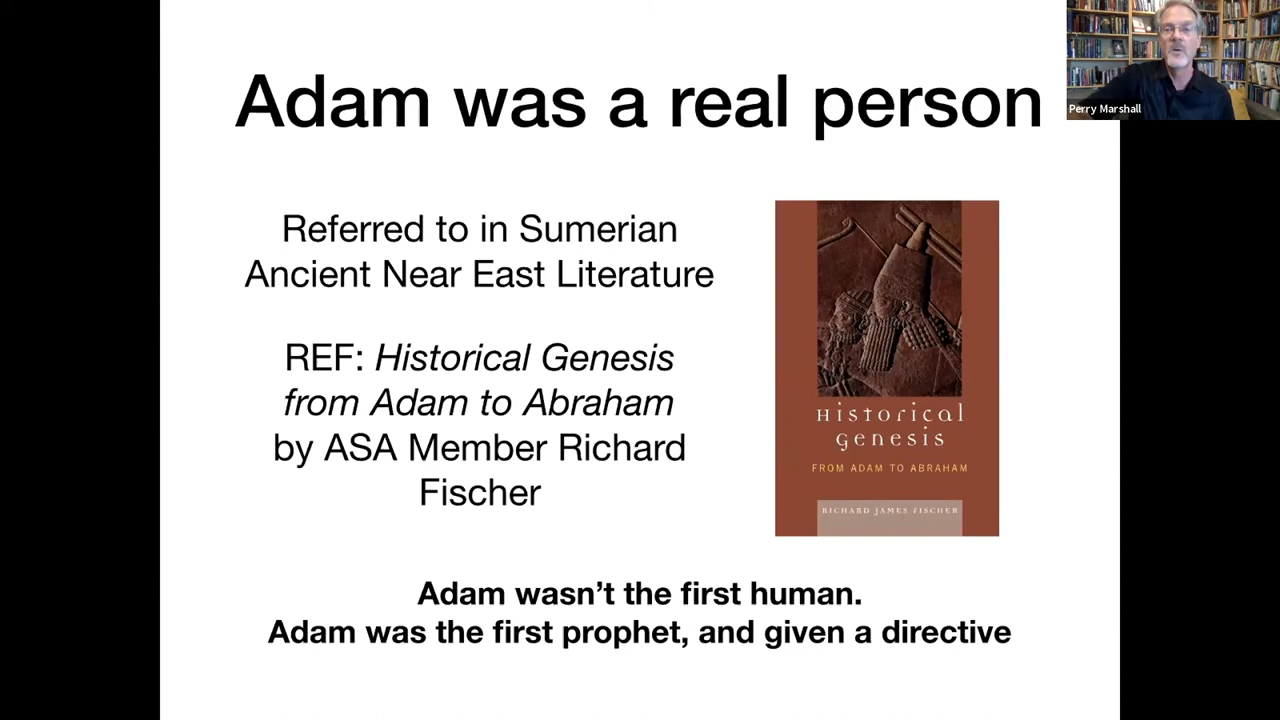 Adam was a real person
Perry Marshall
Referred to in Sumerian
Ancient Near East Literature
REF: Historical Genesis
from Adam to Abraham
by ASA Member Richard
Fischer
Historical
genesis
FROM ADAM TO ABRAHAM
RICHARD JAMES FISCHER
Adam wasn’t the first human.
Adam was the first prophet, and given a directive